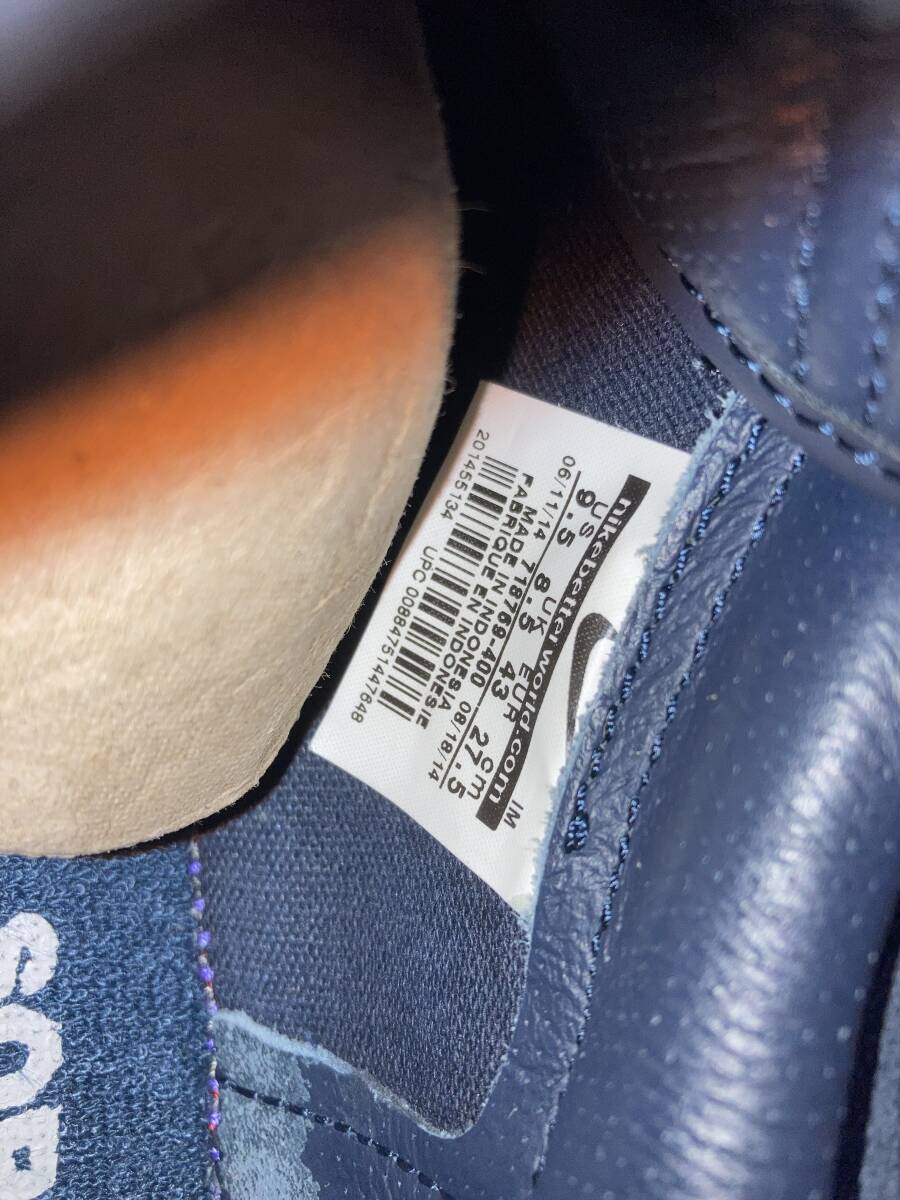 nikebetterworld.com IM
US UK EUR cm
9.5 8.5 43 27.5
06/11/14 718769-400 08/18/14
MADE IN INDONESIA
FABRIQUE EN INDONESIE
201455134
UPC 00884751447648